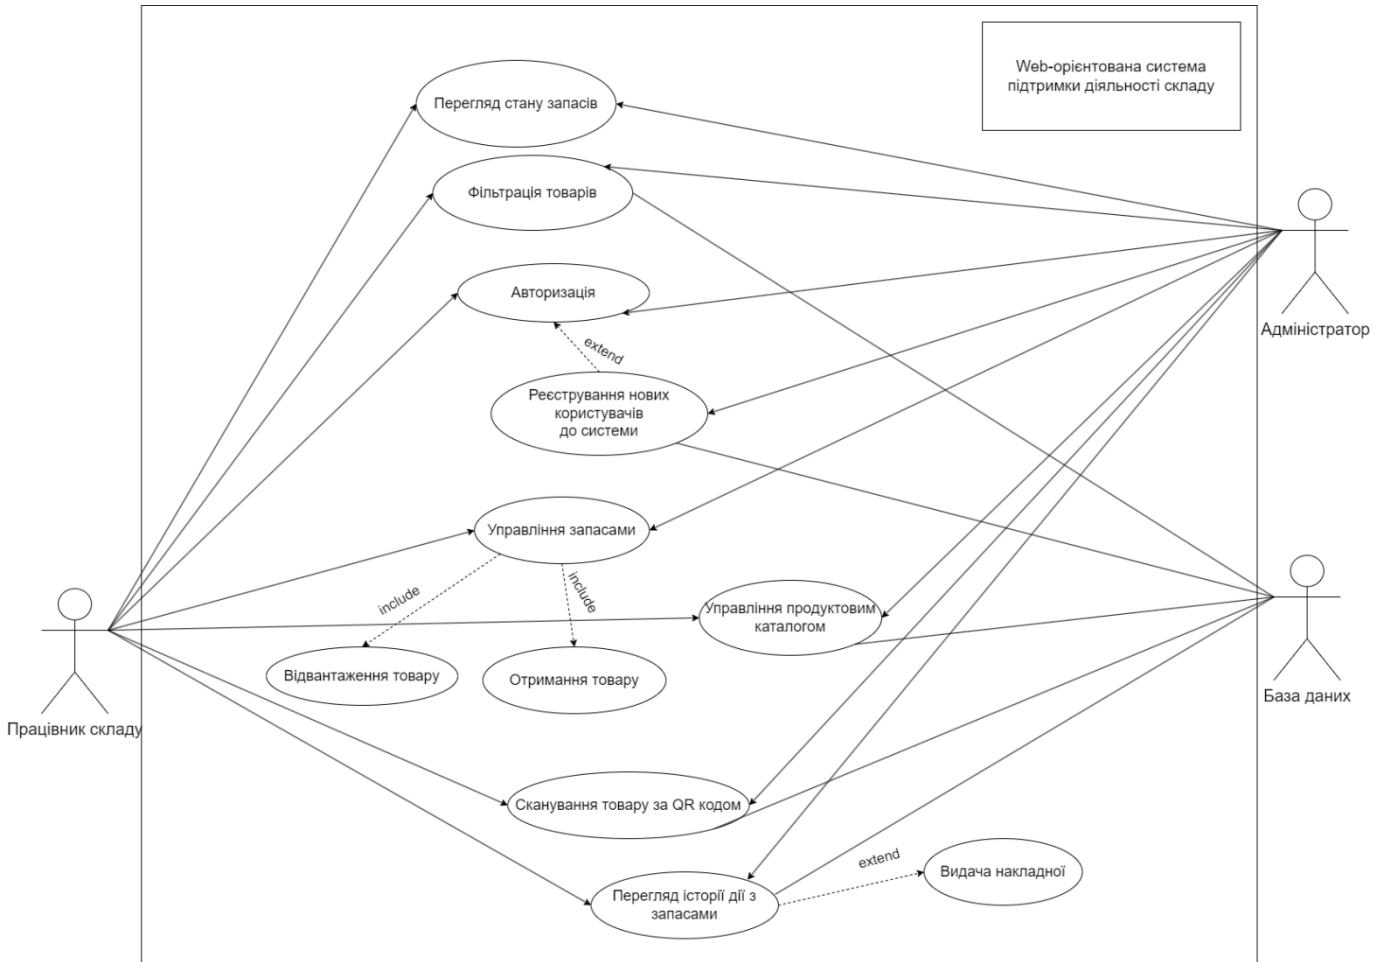 Web-орієнтована система
підтримки діяльності складу
Перегляд стану запасів
Фільтрація товарів
Авторизація
Адміністратор
extend
Реєстрування нових
користувачів
до системи
Управління запасами
include
include
Управління продуктовим
каталогом
Відвантаження товару
Отримання товару
База даних
Працівник складу
Сканування товару за QR кодом
extend
Видача накладної
Перегляд історії дії з
запасами